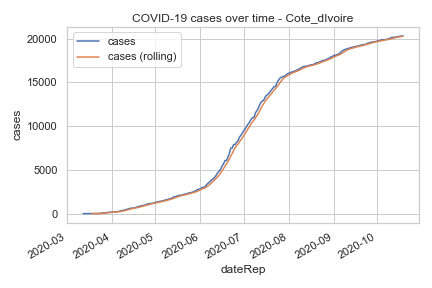 COVID-19 cases over time - Cote_dIvoire
cases
cases (rolling)
cases
20000
15000
10000
5000
0
2020-03
2020-04
2020-05
2020-06
2020-07
2020-08
2020-09
2020-10
dateRep